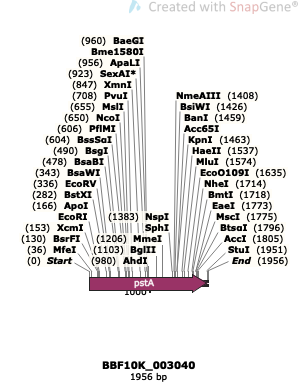 Created with SnapGene®
(960) BaeGI
Bme1580I
(956) ApaLI
(923) SexAI*
(847) XmnI
(708) PvuI
(655) MslI
(650) NcoI
(606) PflMI
(604) BssSαI
(490) BsgI
(478) BsaBI
(343) BsaWI
(336) EcoRV
(282) BstXI
(166) ApoI
EcoRI
(153) XcmI
(130) BsrFI
(36) MfeI
(0) Start
(1383) NspI
SphI
(1206) MmeI
(1103) BglII
(980) AhdI
NmeAIII (1408)
BsiWI (1426)
BanI (1459)
Acc65I
KpnI (1463)
HaeII (1537)
MluI (1574)
EcoO109I (1635)
NheI (1714)
BmtI (1718)
EaeI (1773)
MscI (1775)
BtsαI (1796)
AccI (1805)
StuI (1951)
End (1956)
pstA
1000
BBF10K_003040
1956 bp